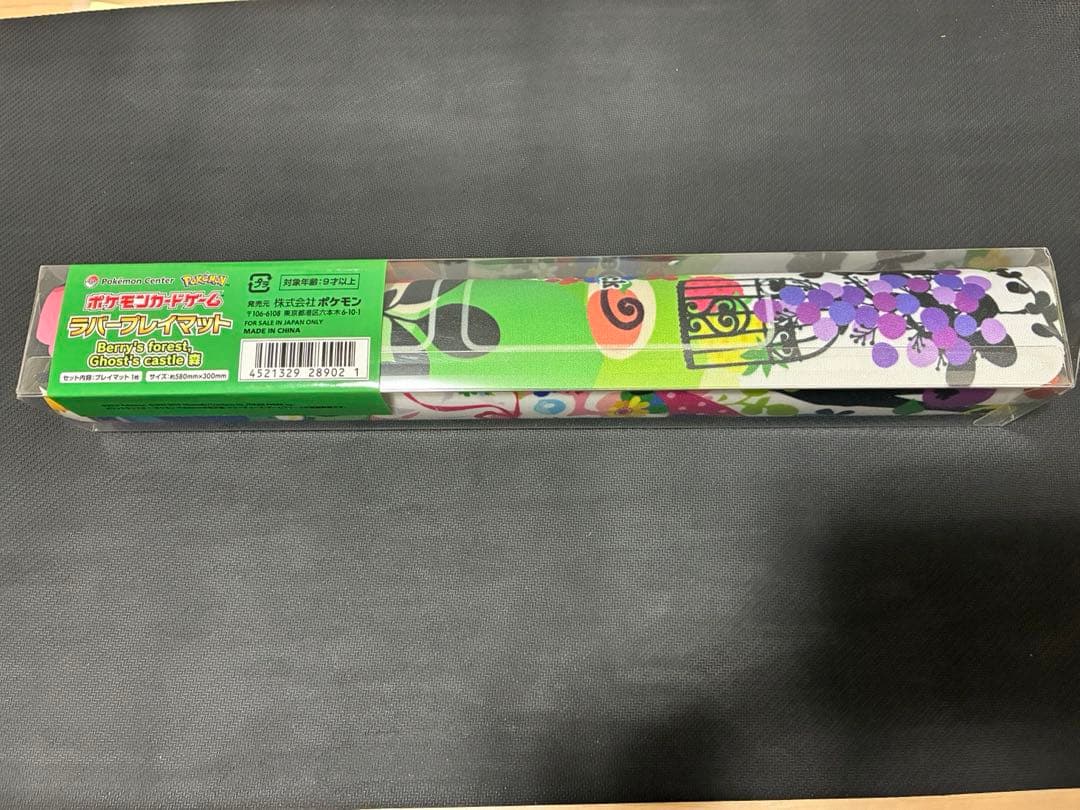 Pokémon Center POKÉMON
ポケモンカードゲーム
ラバープレイマット
Berry's forest,
Ghost's castle 森
セット内容:プレイマット 1枚 サイズ:約580mm×300mm
対象年齢:9才以上
発売元 株式会社ポケモン
〒106-6108 東京都港区六本木6-10-1
FOR SALE IN JAPAN ONLY
MADE IN CHINA
4521329 28902 1